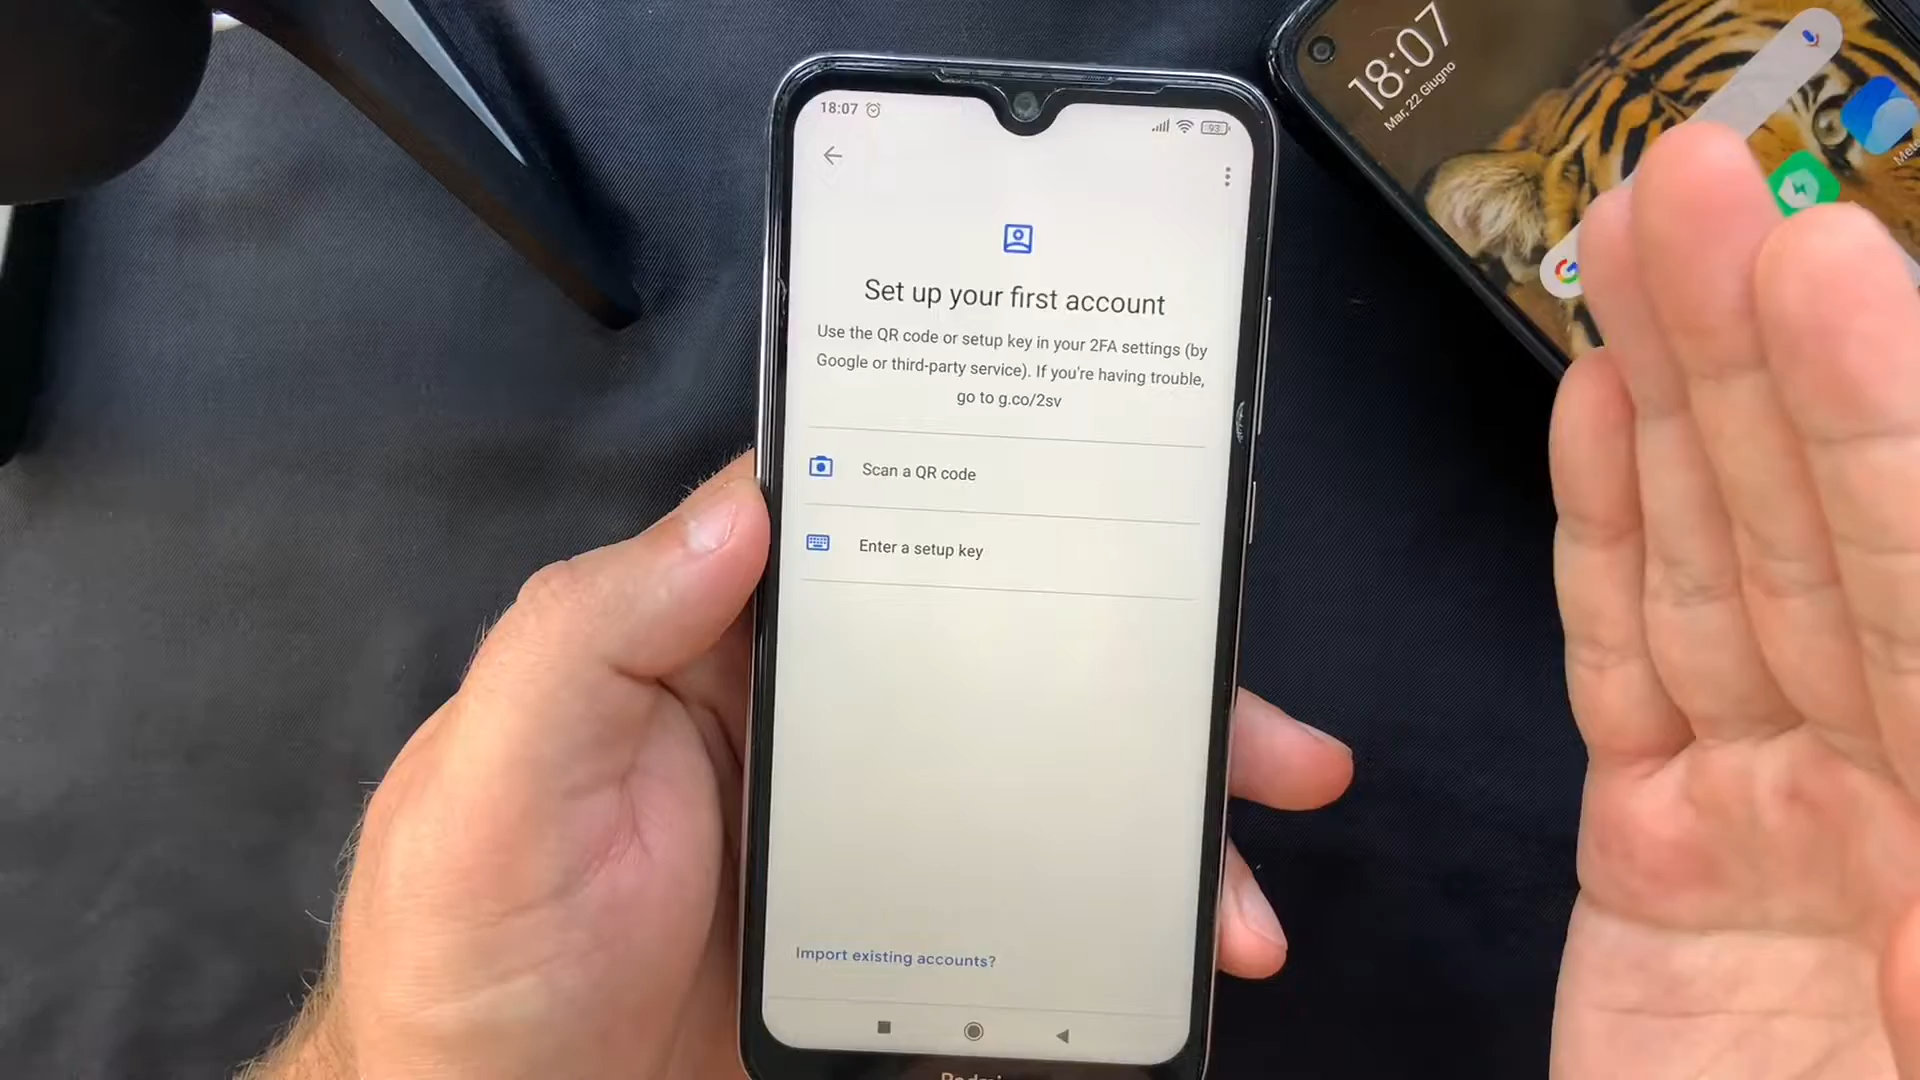 18:07
93
Set up your first account
Use the QR code or setup key in your 2FA settings (by
Google or third-party service). If you're having trouble,
go to g.co/2sv
Scan a QR code
Enter a setup key
Import existing accounts?
18:07
Mar, 22 Giugno
G